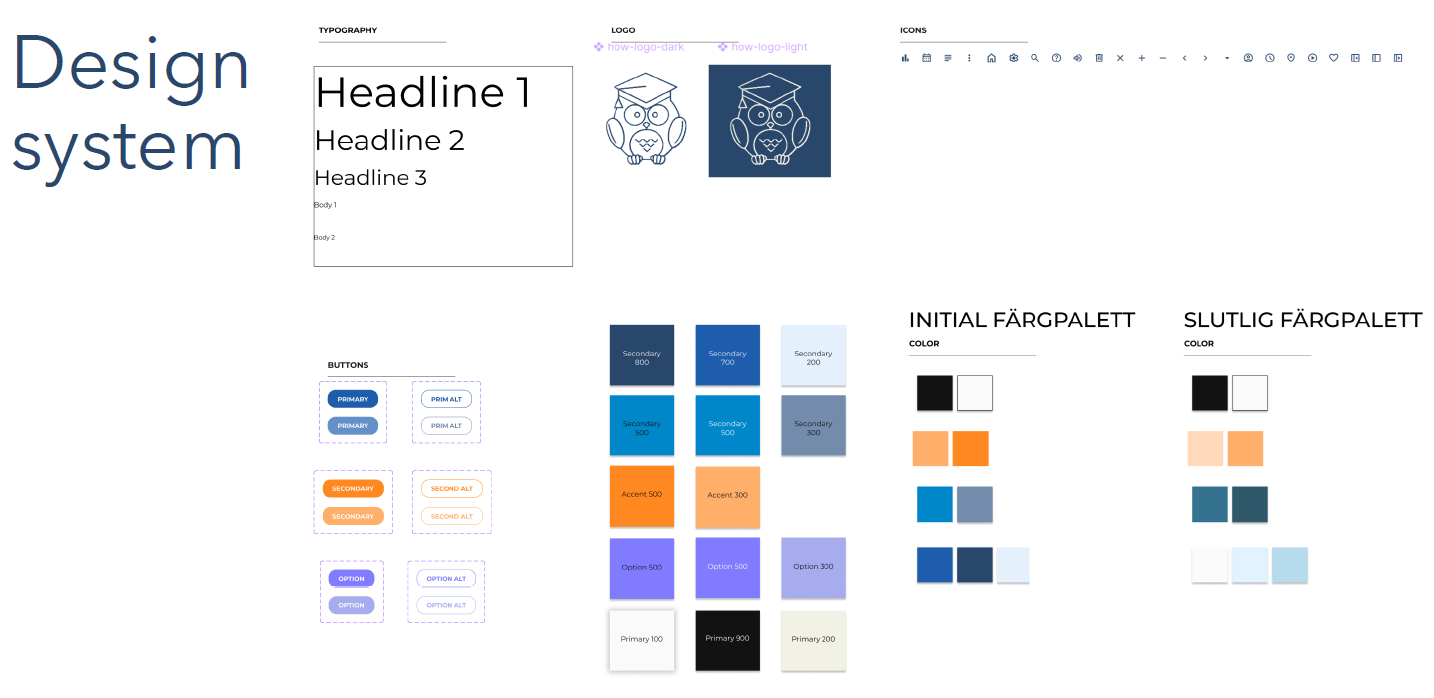 Design
system
TYPOGRAPHY
Headline 1
Headline 2
Headline 3
Body 1
Body 2
LOGO
how-logo-dark
how-logo-light
ICONS
BUTTONS
PRIMARY
PRIMARY
PRIM ALT
PRIM ALT
SECONDARY
SECONDARY
SECOND ALT
SECOND ALT
OPTION
OPTION
OPTION ALT
OPTION ALT
Secondary
800
Secondary
700
Secondary
200
Secondary
500
Secondary
500
Secondary
300
Accent 500
Accent 300
Option 500
Option 500
Option 300
Primary 100
Primary 900
Primary 200
INITIAL FÄRGPALETT
COLOR
SLUTLIG FÄRGPALETT
COLOR